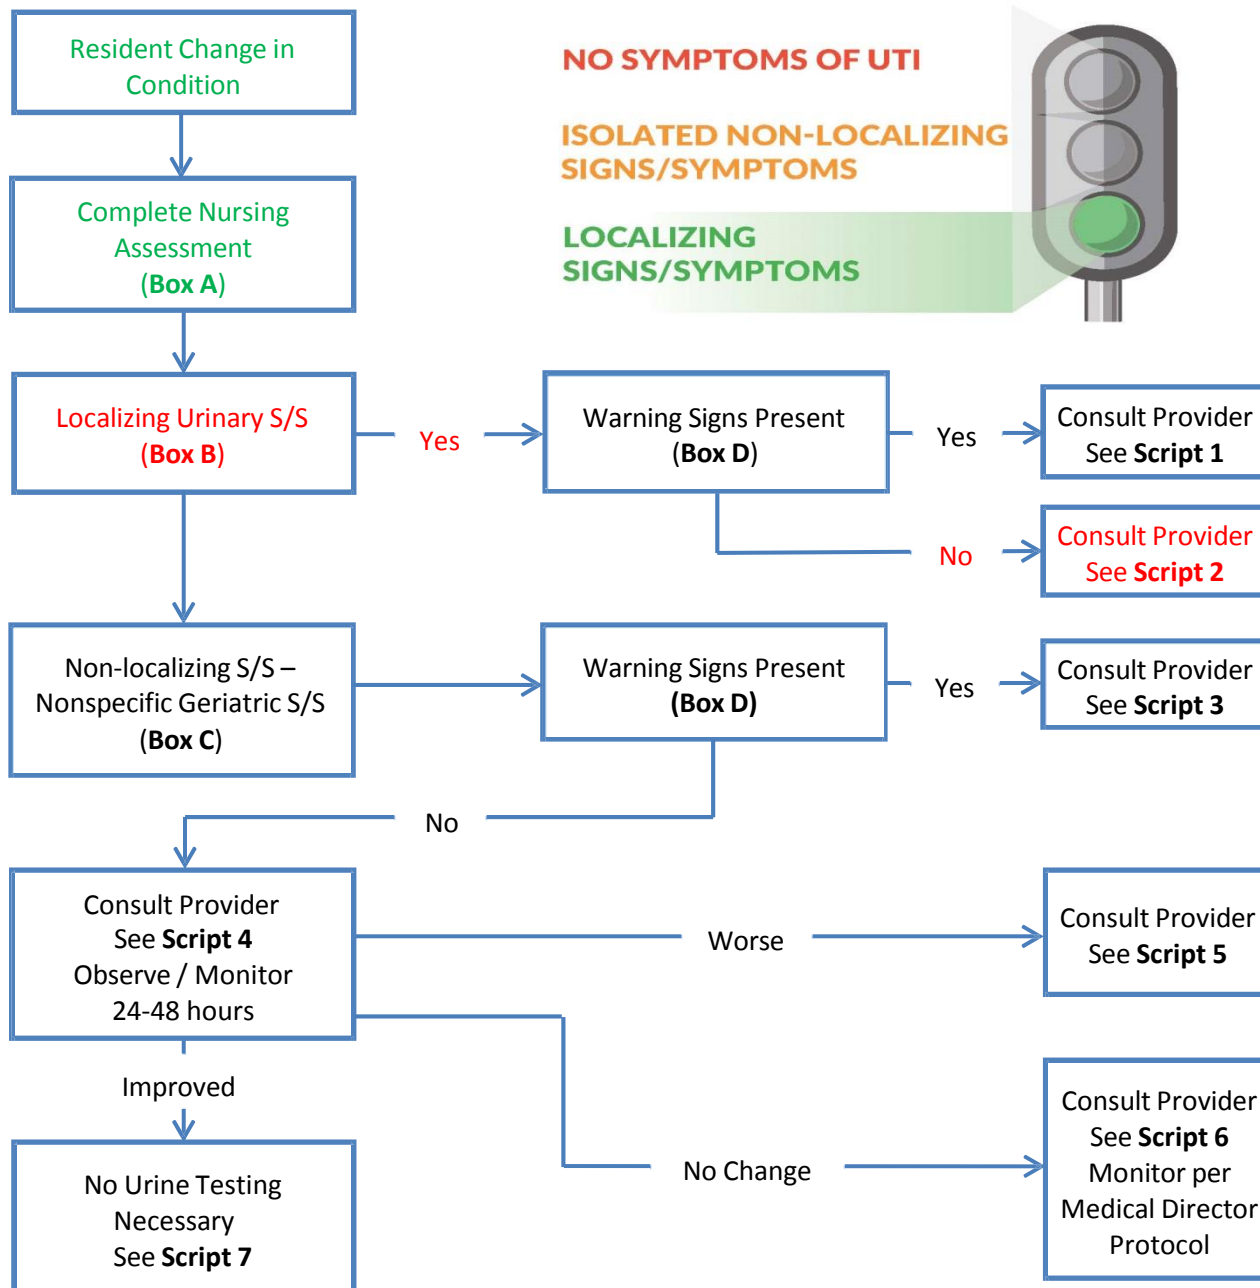 Resident Change in
Condition
NO SYMPTOMS OF UTI
ISOLATED NON-LOCALIZING
SIGNS/SYMPTOMS
LOCALIZING
SIGNS/SYMPTOMS
Complete Nursing
Assessment
(Box A)
Localizing Urinary S/S
(Box B)
Yes
Warning Signs Present
(Box D)
Yes
Consult Provider
See Script 1
No
Consult Provider
See Script 2
Non-localizing S/S –
Nonspecific Geriatric S/S
(Box C)
Warning Signs Present
(Box D)
Yes
Consult Provider
See Script 3
No
Consult Provider
See Script 4
Observe / Monitor
24-48 hours
Worse
Consult Provider
See Script 5
Improved
No Change
Consult Provider
See Script 6
Monitor per
Medical Director
Protocol
No Urine Testing
Necessary
See Script 7